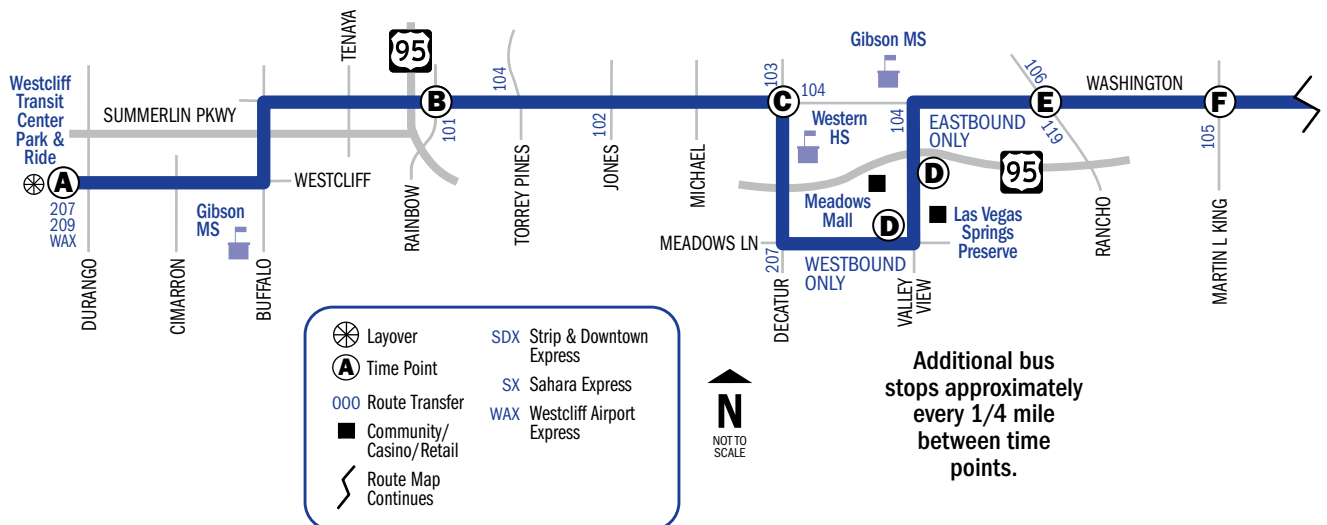 TENAYA
95
Gibson MS
Westcliff
Transit
Center
Park &
Ride
SUMMERLIN PKWY
B
101
104
102
103
C
104
Western
HS
104
EASTBOUND
ONLY
106
E
119
WASHINGTON
F
105
95
A
207
209
WAX
WESTCLIFF
Gibson
MS
RAINBOW
TORREY PINES
JONES
MICHAEL
Meadows
Mall
D
D
Las Vegas
Springs
Preserve
RANCHO
MARTIN L KING
MEADOWS LN
207
WESTBOUND
ONLY
DURANGO
CIMARRON
BUFFALO
DECATUR
VALLEY
VIEW
Layover
A Time Point
000 Route Transfer
Community/
Casino/Retail
Route Map
Continues
SDX Strip & Downtown
Express
SX Sahara Express
WAX Westcliff Airport
Express
N
NOT TO
SCALE
Additional bus
stops approximately
every 1/4 mile
between time
points.